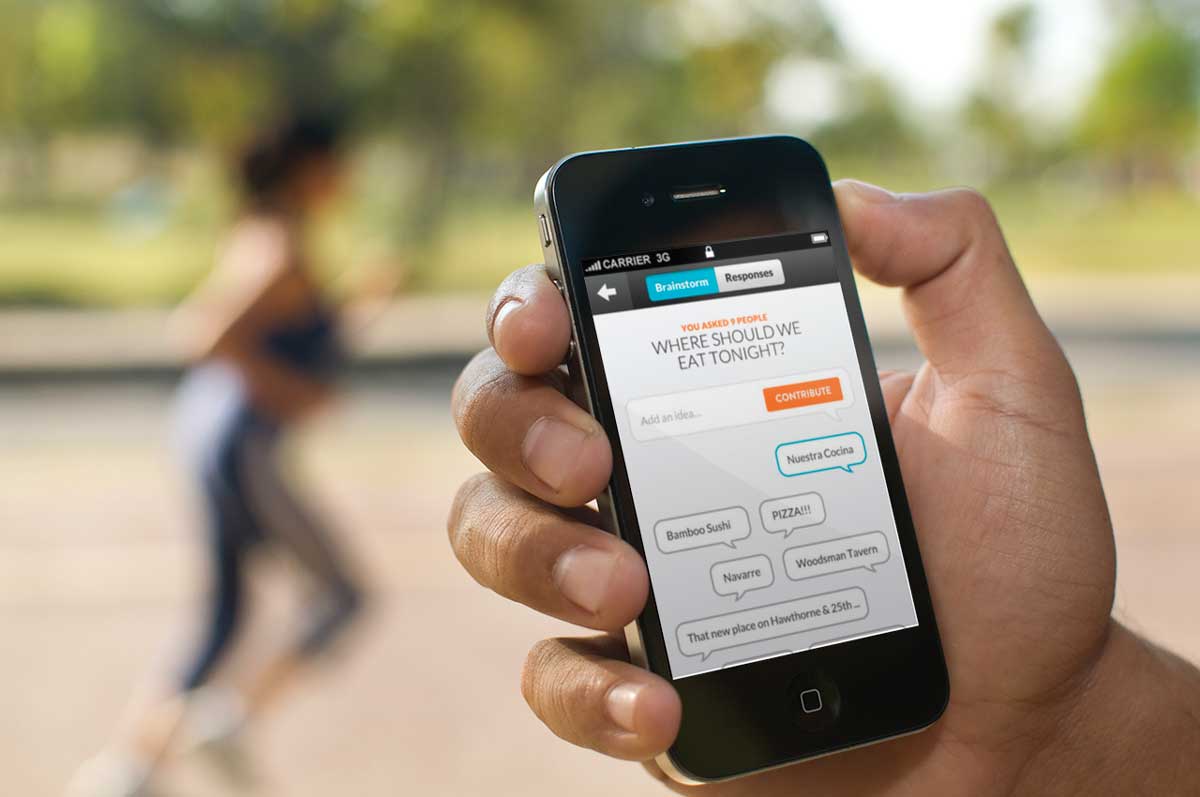 CARRIER 3G
Brainstorm Responses
YOU ASKED 9 PEOPLE
WHERE SHOULD WE
EAT TONIGHT?
Add an idea...
CONTRIBUTE
Nuestra Cocina
PIZZA!!!
Bamboo Sushi
Woodsman Tavern
Navarre
That new place on Hawthorne & 25th ...